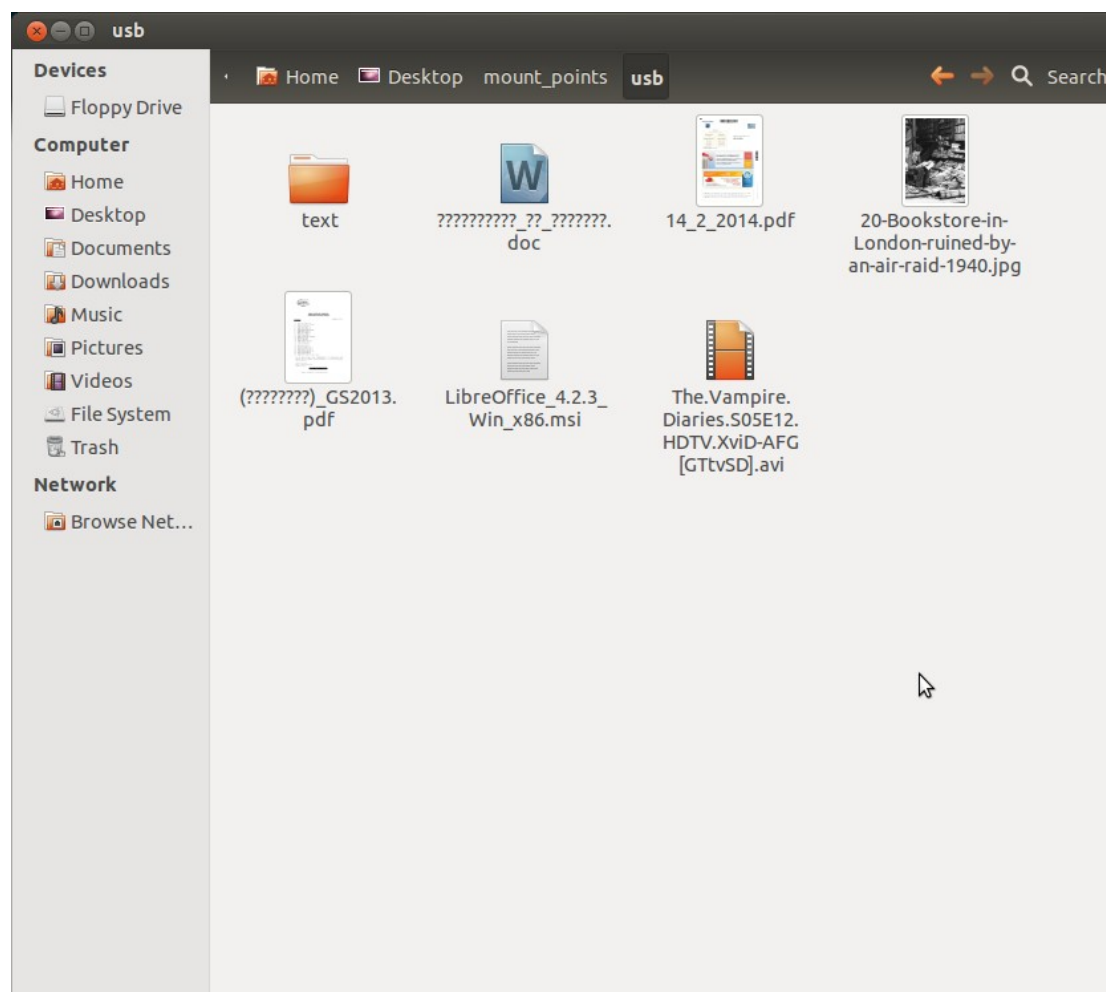 usb
Devices
Floppy Drive
Computer
Home
Desktop
Documents
Downloads
Music
Pictures
Videos
File System
Trash
Network
Browse Net…
Home Desktop mount_points usb Search
text
??????????_??_???????.
doc
14_2_2014.pdf
20-Bookstore-in-
London-ruined-by-
an-air-raid-1940.jpg
(????????)_GS2013.
pdf
LibreOffice_4.2.3_
Win_x86.msi
The.Vampire.
Diaries.S05E12.
HDTV.XviD-AFG
[GTtvSD].avi